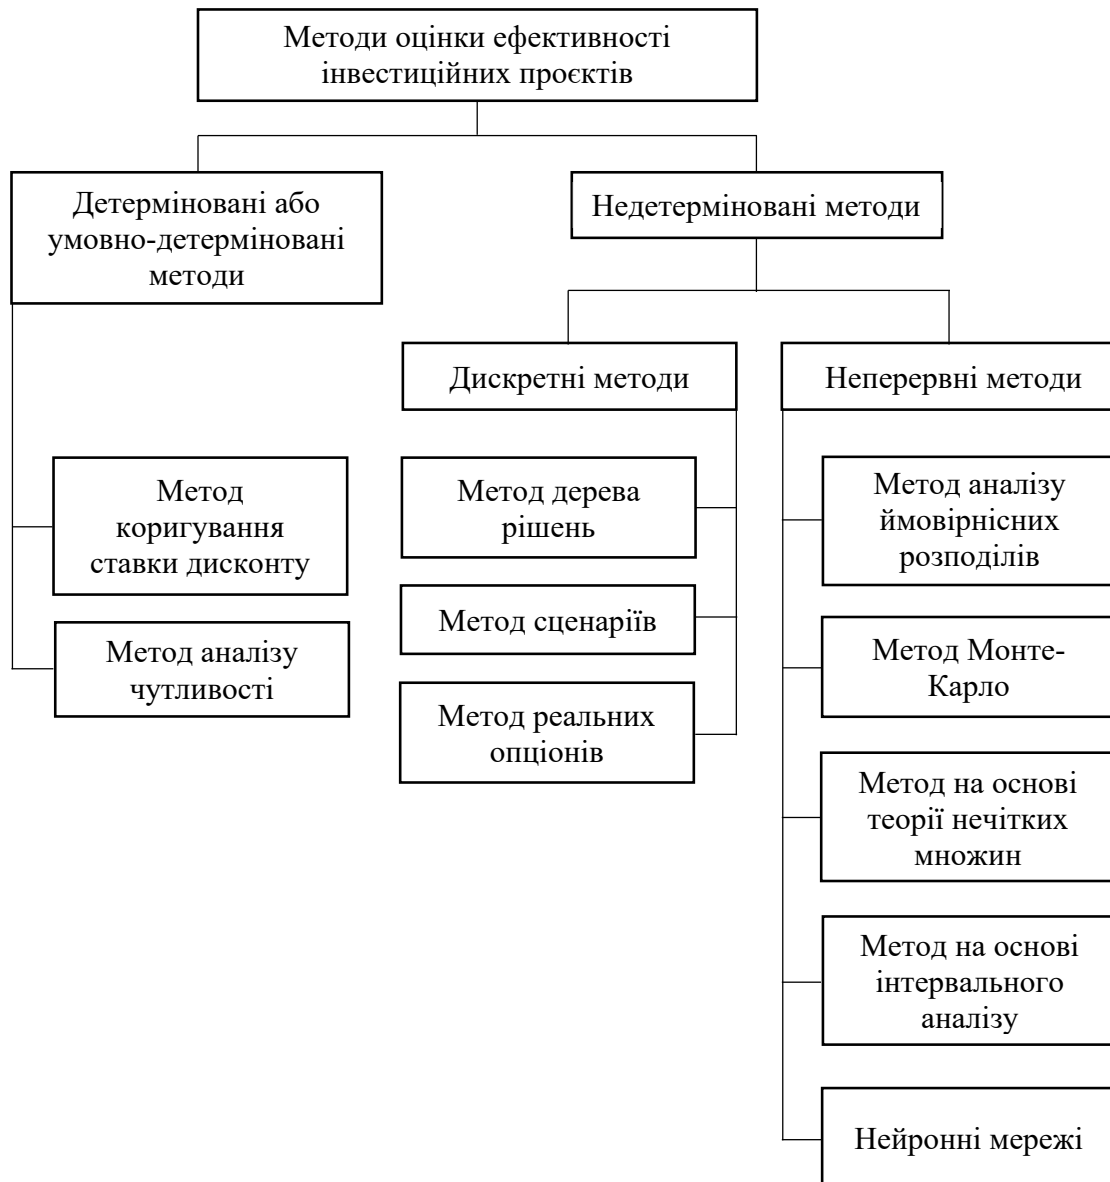 Методи оцінки ефективності
інвестиційних проєктів
Детерміновані або
умовно-детерміновані
методи
Недетерміновані методи
Дискретні методи
Неперервні методи
Метод
коригування
ставки дисконту
Метод аналізу
чутливості
Метод дерева
рішень
Метод сценаріїв
Метод реальних
опціонів
Метод аналізу
ймовірнісних
розподілів
Метод Монте-
Карло
Метод на основі
теорії нечітких
множин
Метод на основі
інтервального
аналізу
Нейронні мережі